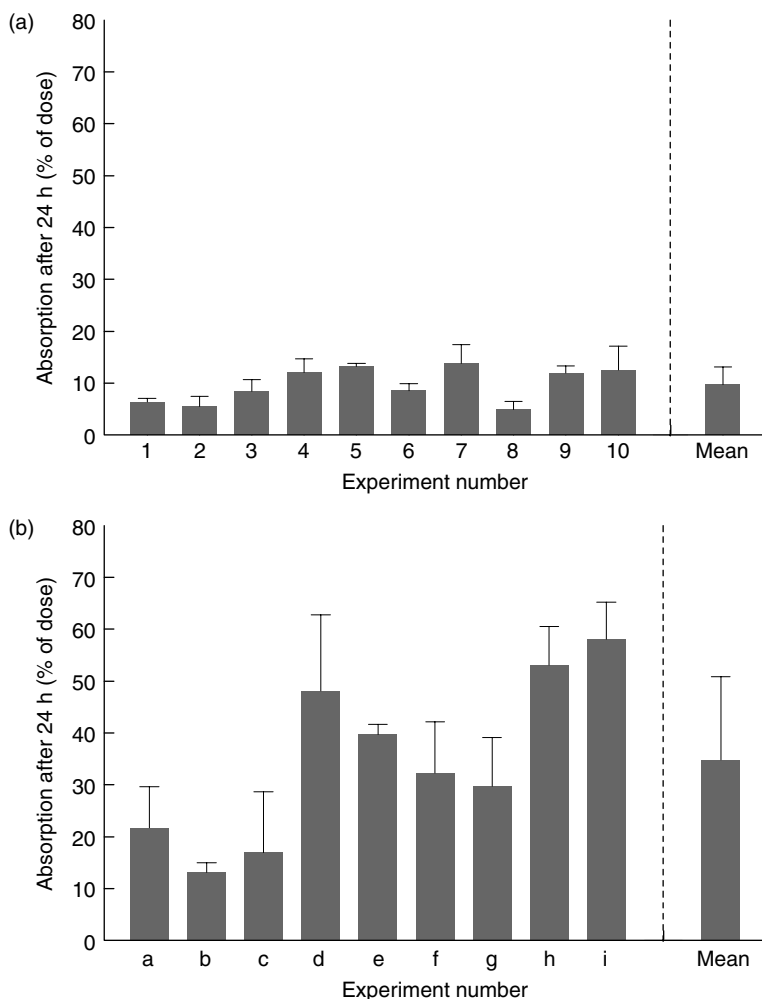 (a)
Absorption after 24 h (% of dose)
80
70
60
50
40
30
20
10
0
1 2 3 4 5 6 7 8 9 10 Mean
Experiment number
(b)
Absorption after 24 h (% of dose)
80
70
60
50
40
30
20
10
0
a b c d e f g h i Mean
Experiment number